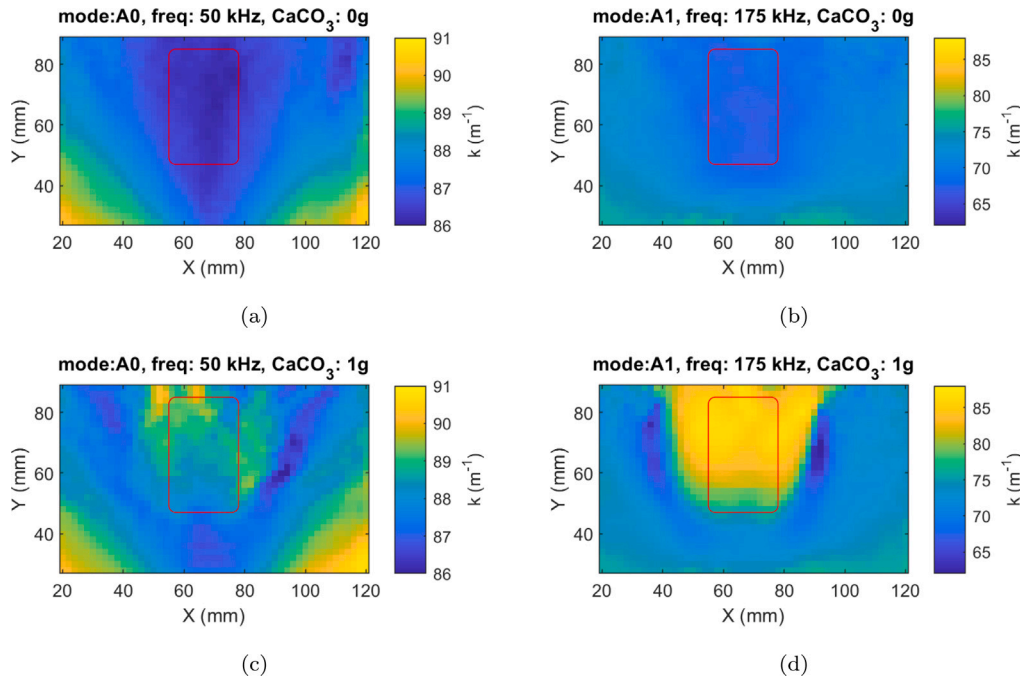 mode:A0, freq: 50 kHz, CaCO₃: 0g
91
90
89
88
87
86
k (m⁻¹)
80
60
40
Y (mm)
20 40 60 80 100 120
X (mm)
(a)
mode:A1, freq: 175 kHz, CaCO₃: 0g
85
80
75
70
65
k (m⁻¹)
80
60
40
Y (mm)
20 40 60 80 100 120
X (mm)
(b)
mode:A0, freq: 50 kHz, CaCO₃: 1g
91
90
89
88
87
86
k (m⁻¹)
80
60
40
Y (mm)
20 40 60 80 100 120
X (mm)
(c)
mode:A1, freq: 175 kHz, CaCO₃: 1g
85
80
75
70
65
k (m⁻¹)
80
60
40
Y (mm)
20 40 60 80 100 120
X (mm)
(d)